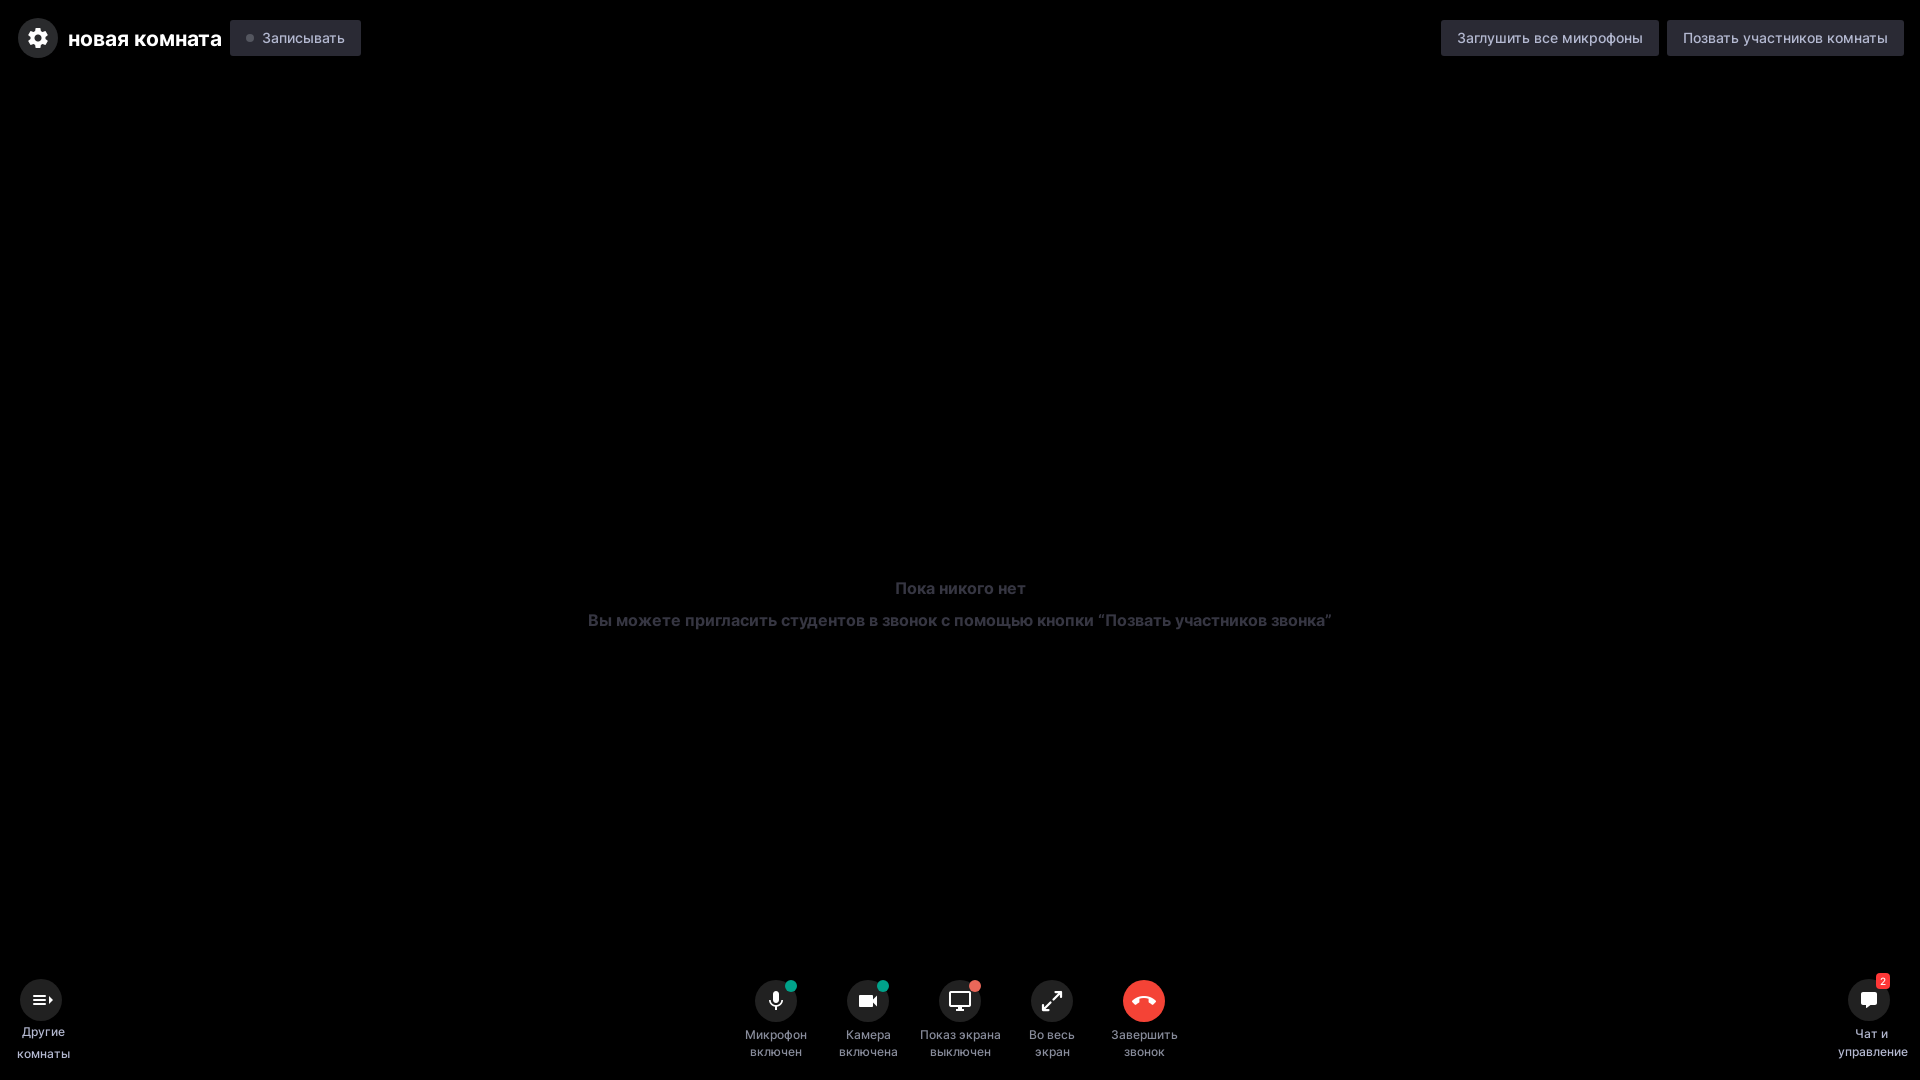 новая комната
Записывать
Заглушить все микрофоны
Позвать участников комнаты
Пока никого нет
Вы можете пригласить студентов в звонок с помощью кнопки “Позвать участников звонка”
Другие
комнаты
Микрофон
включен
Камера
включена
Показ экрана
выключен
Во весь
экран
Завершить
звонок
2
Чат и
управление